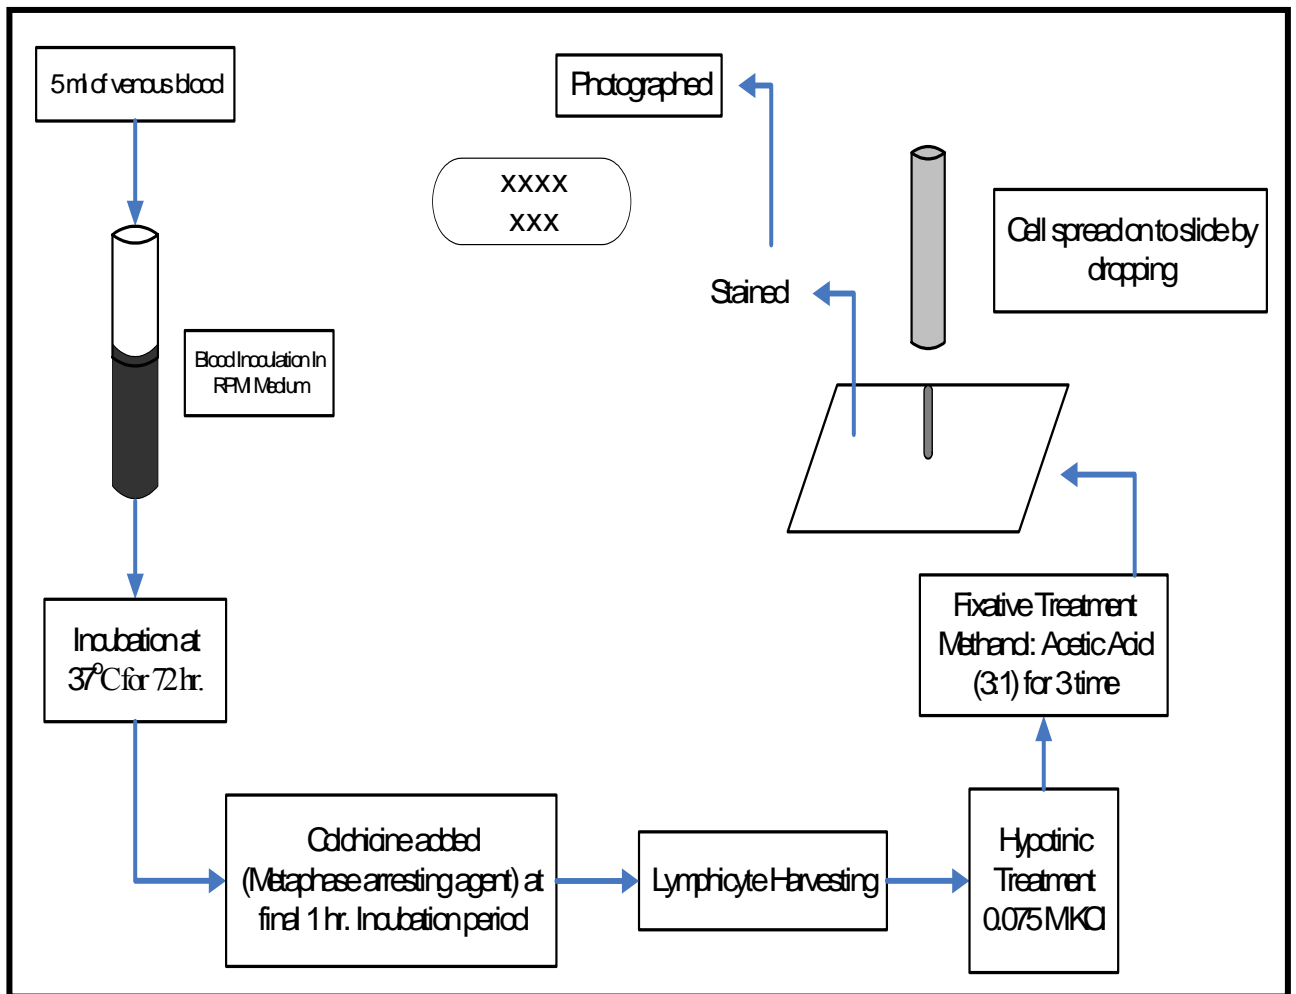 5 ml of venous blood
Photographed
xxxx
xxx
Cell spread on to slide by
dropping
Stained
Blood Inoculation In
RPMI Medium
Incubation at
37°C for 72 hr.
Fixative Treatment
Methanol: Acetic Acid
(3:1) for 3 time
Colchicine added
(Metaphase arresting agent) at
final 1 hr. Incubation period
Lymphicyte Harvesting
Hypotinic
Treatment
0.075 M KCl